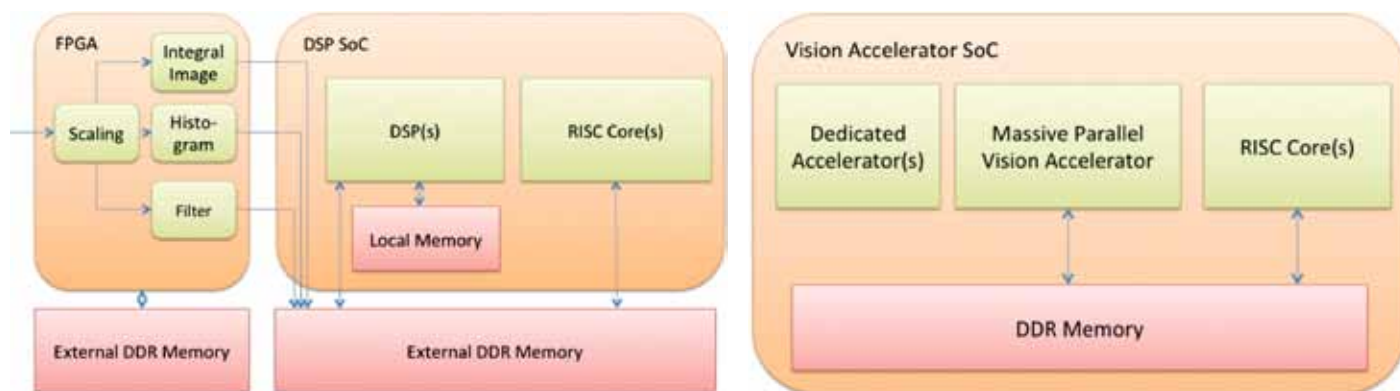 FPGA
Integral
Image
Scaling
Histo-
gram
Filter
External DDR Memory
DSP SoC
DSP(s)
RISC Core(s)
Local Memory
External DDR Memory
Vision Accelerator SoC
Dedicated
Accelerator(s)
Massive Parallel
Vision Accelerator
RISC Core(s)
DDR Memory